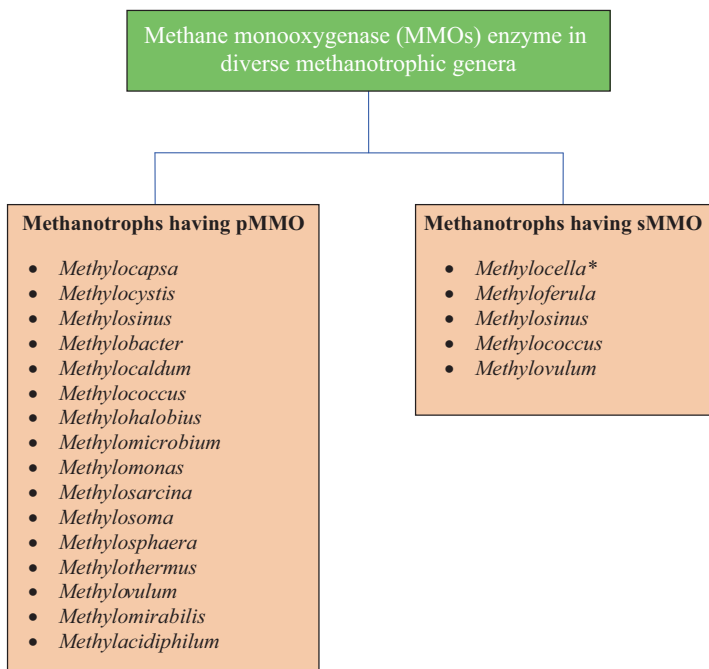 Methane monooxygenase (MMOs) enzyme in
diverse methanotrophic genera
Methanotrophs having pMMO
• Methylocapsa
• Methylocystis
• Methylosinus
• Methylobacter
• Methylocaldum
• Methylococcus
• Methylohalobius
• Methylomicrobium
• Methylomonas
• Methylosarcina
• Methylosoma
• Methylosphaera
• Methylothermus
• Methylovulum
• Methylomirabilis
• Methylacidiphilum
Methanotrophs having sMMO
• Methylocella*
• Methyloferula
• Methylosinus
• Methylococcus
• Methylovulum